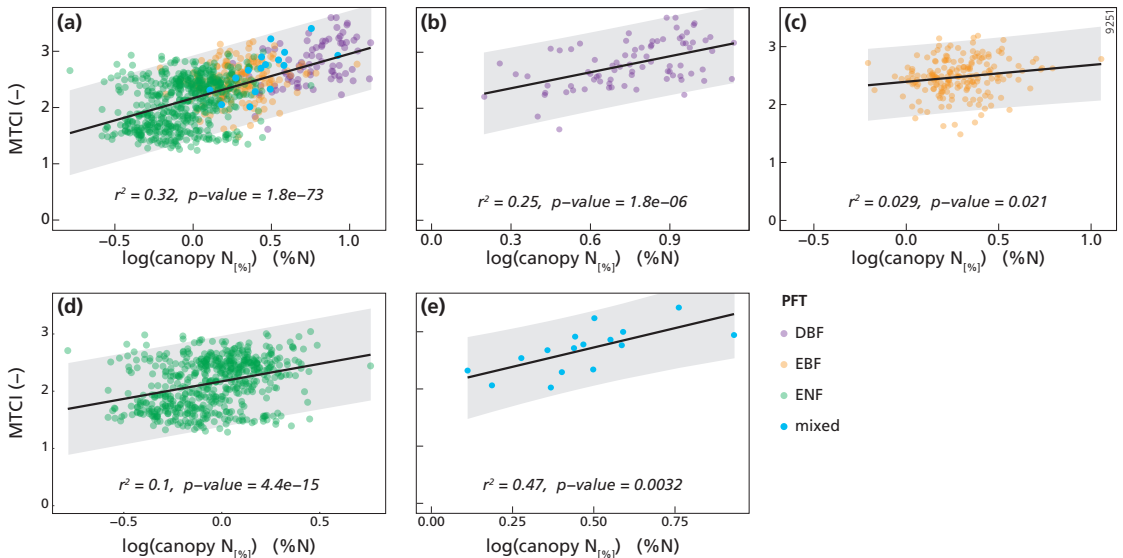 (a)
(b)
(c)
9251
MTCI (–)
3
2
1
0
3
2
1
0
r² = 0.32, p−value = 1.8e−73
r² = 0.25, p−value = 1.8e−06
r² = 0.029, p−value = 0.021
−0.5
0.0
0.5
1.0
0.0
0.3
0.6
0.9
−0.5
0.0
0.5
1.0
log(canopy N[%]) (%N)
log(canopy N[%]) (%N)
log(canopy N[%]) (%N)
(d)
(e)
MTCI (–)
3
2
1
0
r² = 0.1, p−value = 4.4e−15
r² = 0.47, p−value = 0.0032
−0.5
0.0
0.5
0.00
0.25
0.50
0.75
log(canopy N[%]) (%N)
log(canopy N[%]) (%N)
PFT
DBF
EBF
ENF
mixed